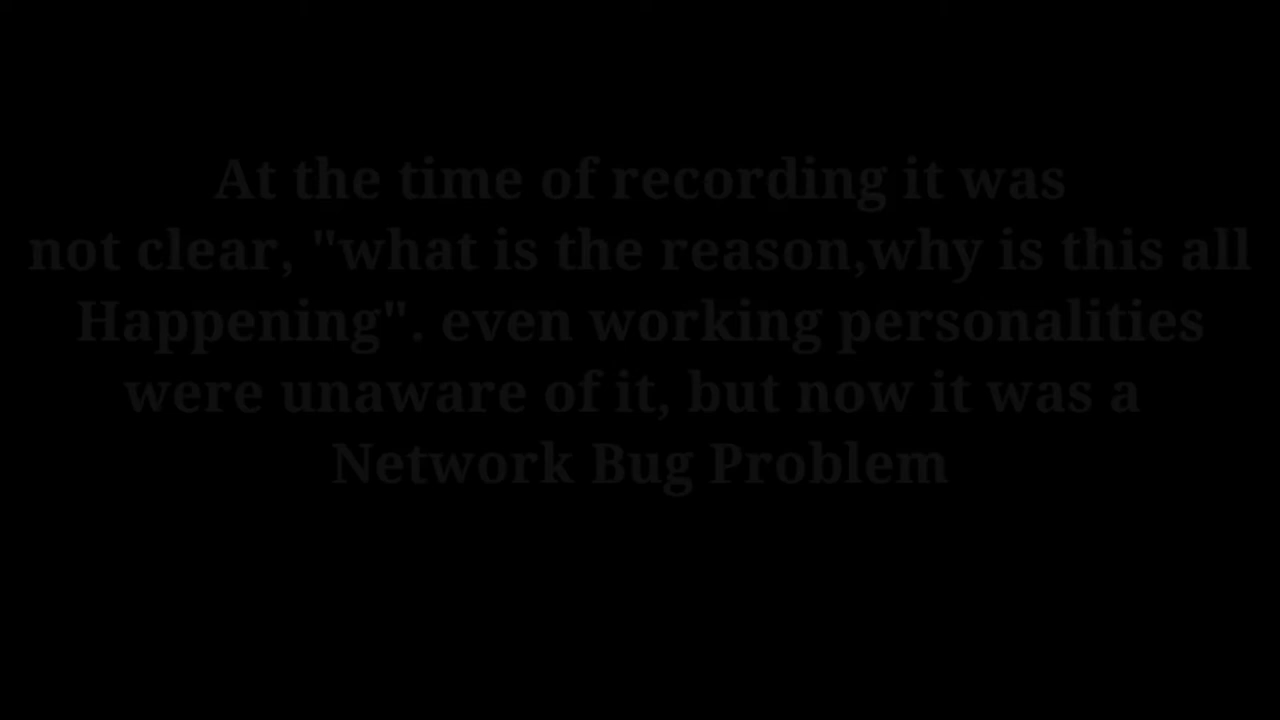 At the time of recording it was
not clear, "what is the reason,why is this all
Happening". even working personalities
were unaware of it, but now it was a
Network Bug Problem